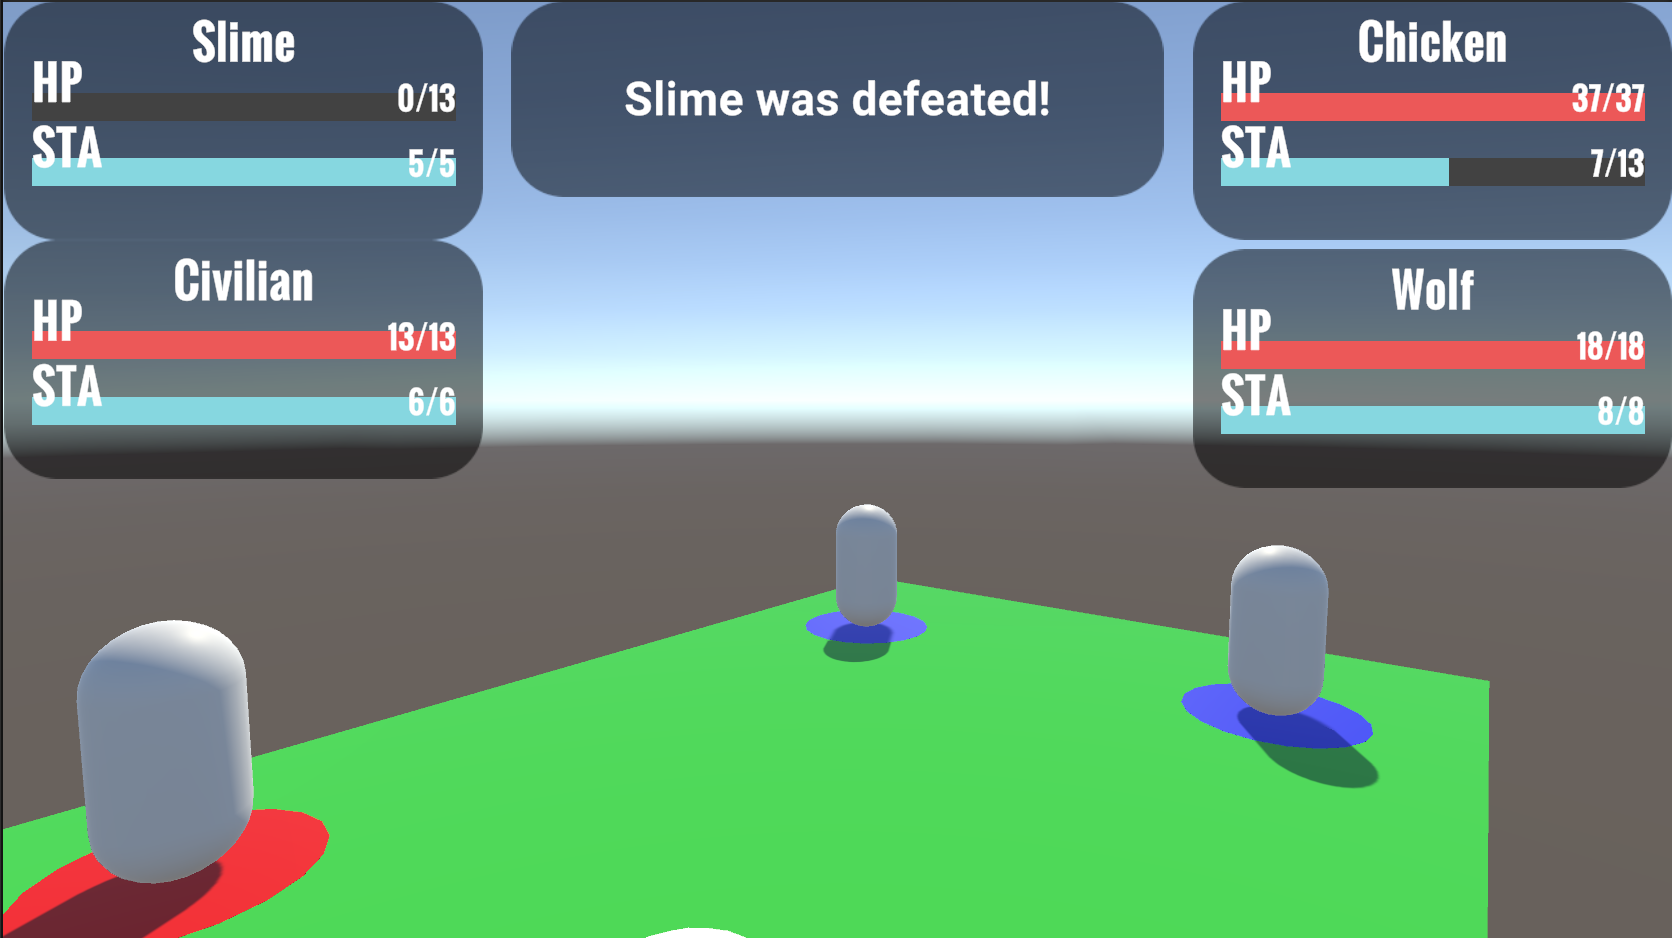 Slime
HP
0/13
STA
5/5
Civilian
HP
13/13
STA
6/6
Slime was defeated!
Chicken
HP
37/37
STA
7/13
Wolf
HP
18/18
STA
8/8